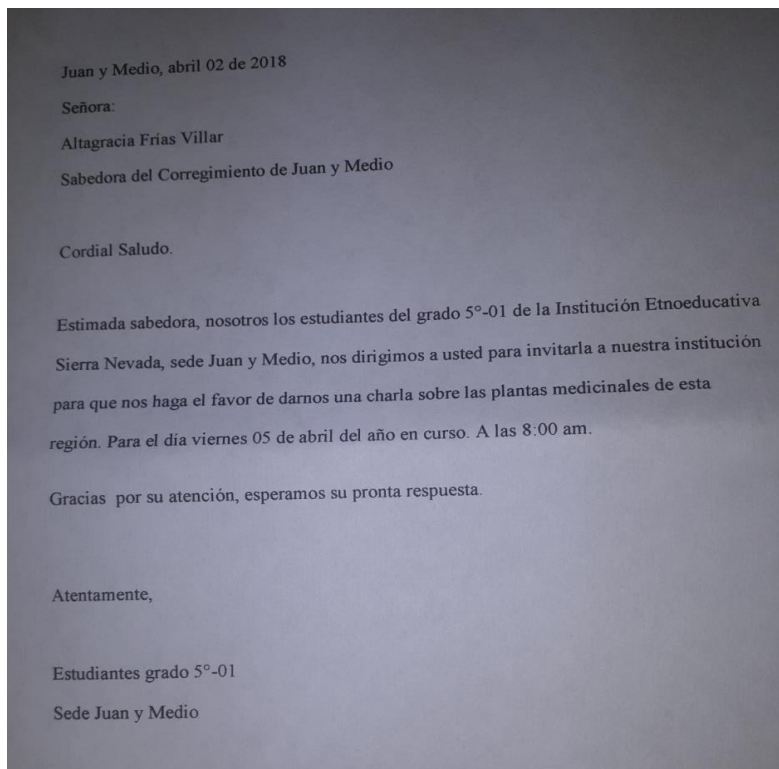 Juan y Medio, abril 02 de 2018
Señora:
Altagracia Frías Villar
Sabedora del Corregimiento de Juan y Medio
Cordial Saludo.
Estimada sabedora, nosotros los estudiantes del grado 5°-01 de la Institución Etnoeducativa
Sierra Nevada, sede Juan y Medio, nos dirigimos a usted para invitarla a nuestra institución
para que nos haga el favor de darnos una charla sobre las plantas medicinales de esta
región. Para el día viernes 05 de abril del año en curso. A las 8:00 am.
Gracias por su atención, esperamos su pronta respuesta.
Atentamente,
Estudiantes grado 5°-01
Sede Juan y Medio